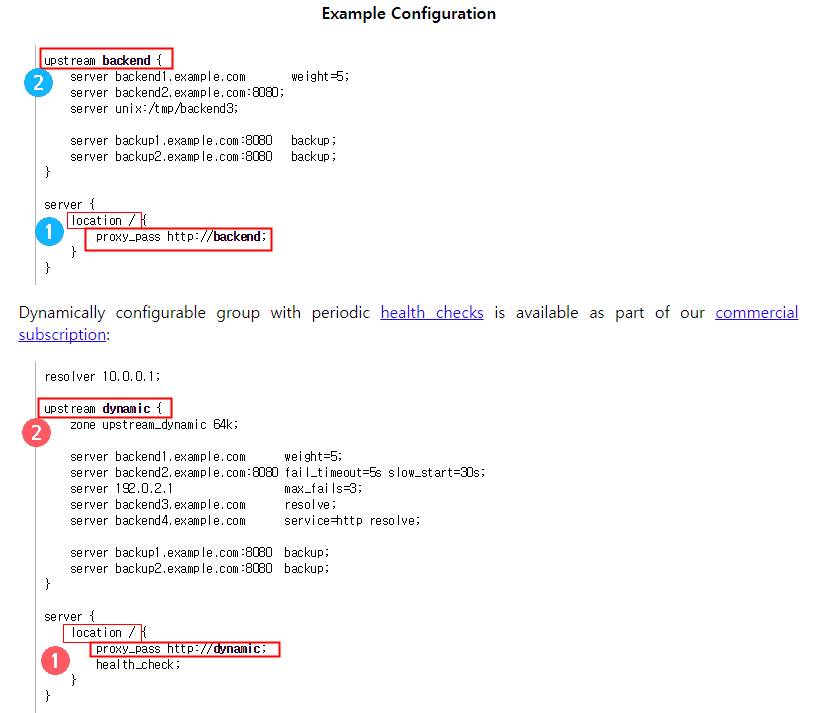 Example Configuration
upstream backend {
2
server backend1.example.com weight=5;
server backend2.example.com:8080;
server unix:/tmp/backend3;
server backup1.example.com:8080 backup;
server backup2.example.com:8080 backup;
}
server {
location / {
1
proxy_pass http://backend;
}
}
Dynamically configurable group with periodic health checks is available as part of our commercial
subscription:
resolver 10.0.0.1;
upstream dynamic {
2
zone upstream_dynamic 64k;
server backend1.example.com weight=5;
server backend2.example.com:8080 fail_timeout=5s slow_start=30s;
server 192.0.2.1 max_fails=3;
server backend3.example.com resolve;
server backend4.example.com service=http resolve;
server backup1.example.com:8080 backup;
server backup2.example.com:8080 backup;
}
server {
location / {
1
proxy_pass http://dynamic;
health_check;
}
}